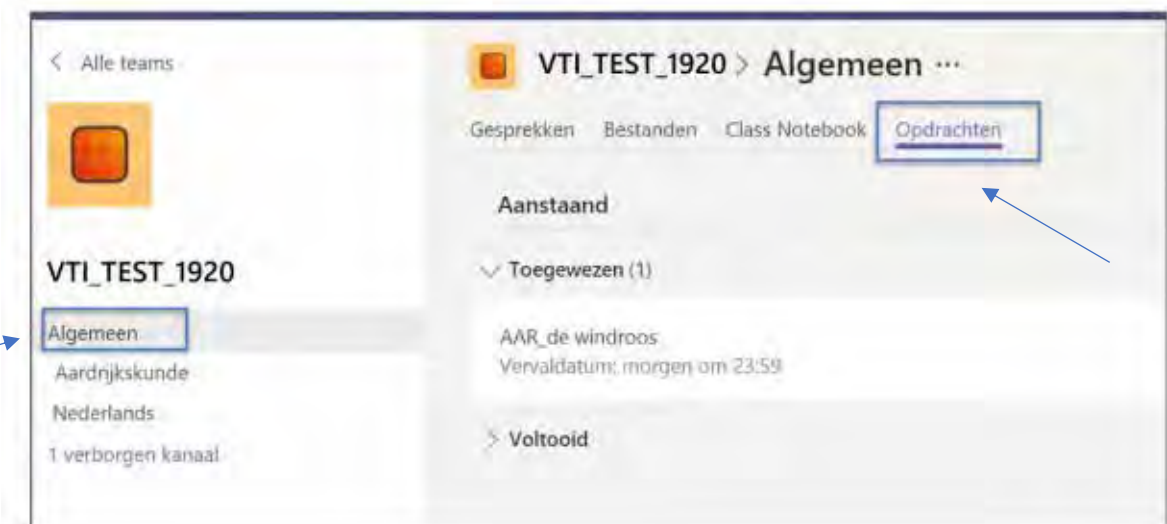 Alle teams
VTI_TEST_1920
Algemeen
Aardrijkskunde
Nederlands
1 verborgen kanaal
VTI_TEST_1920 > Algemeen ...
Gesprekken Bestanden Class Notebook Opdrachten
Aanstaand
Toegewezen (1)
AAR_de windroos
Vervaldatum: morgen om 23:59
Voltooid